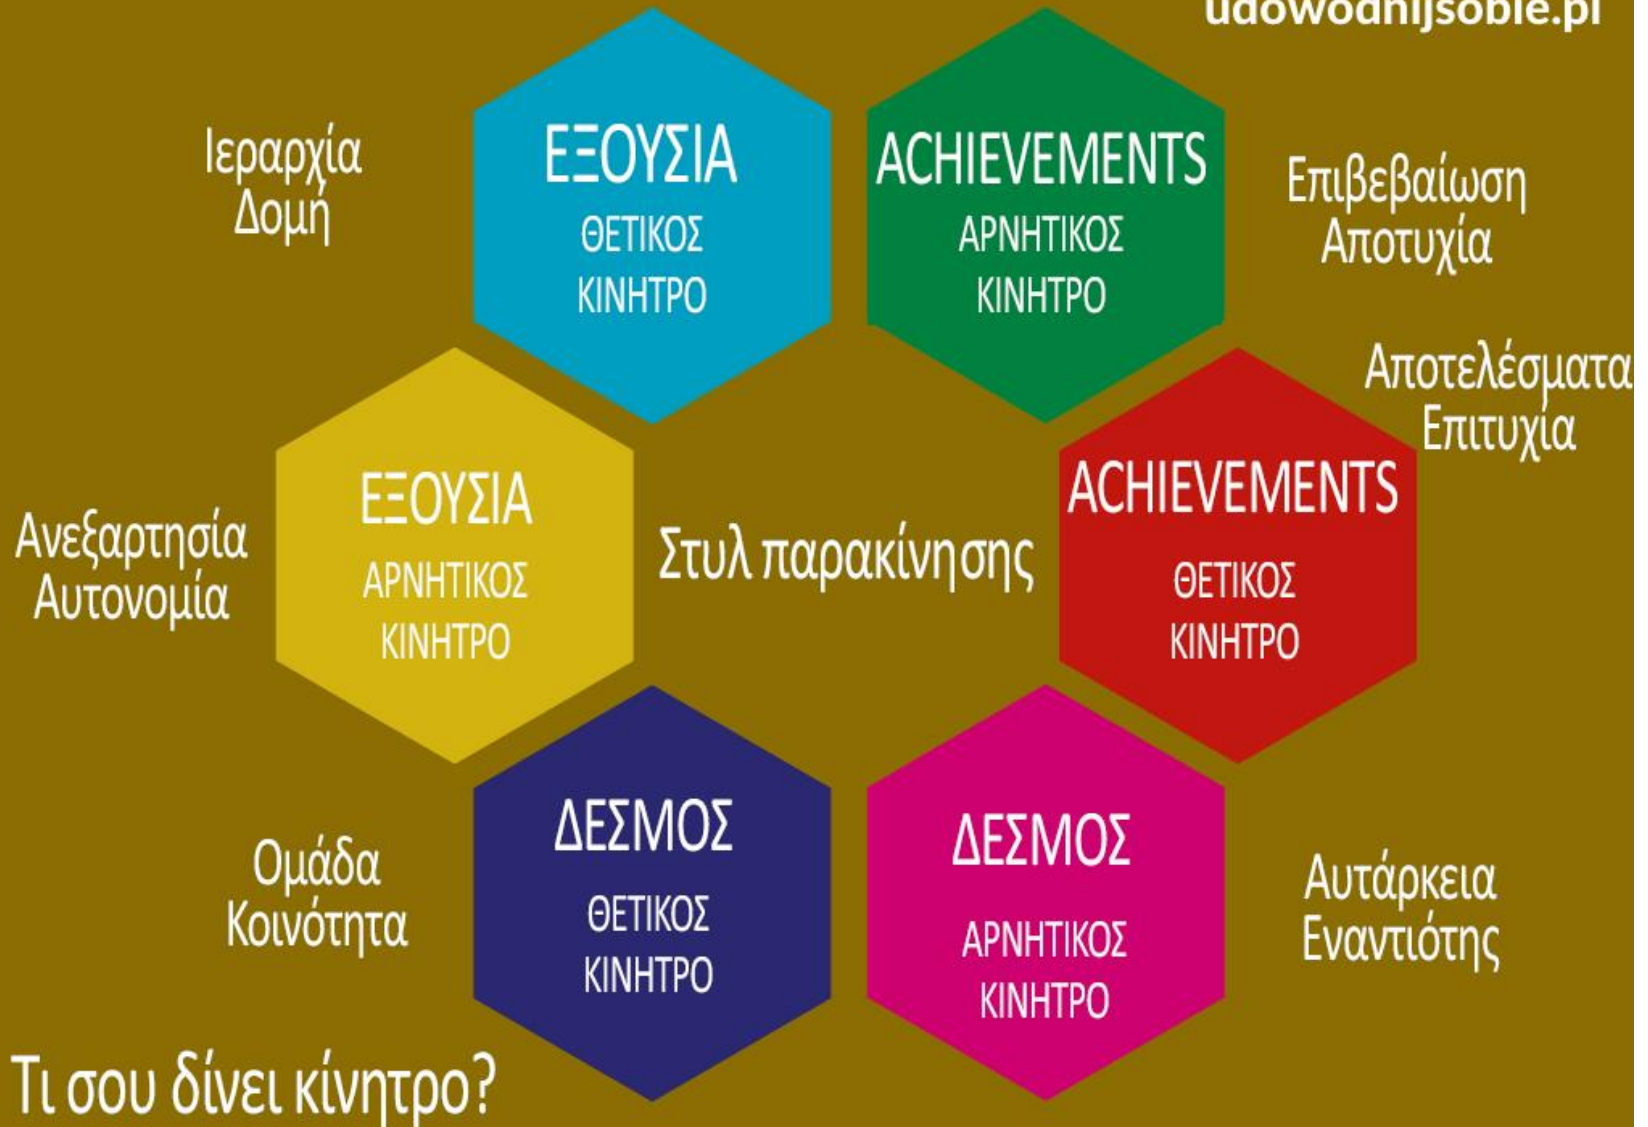 udowodnijsobie.pl
Ιεραρχία
Δομή
ΕΞΟΥΣΙΑ
ΘΕΤΙΚΟΣ
ΚΙΝΗΤΡΟ
ACHIEVEMENTS
ΑΡΝΗΤΙΚΟΣ
ΚΙΝΗΤΡΟ
Επιβεβαίωση
Αποτυχία
Ανεξαρτησία
Αυτονομία
ΕΞΟΥΣΙΑ
ΑΡΝΗΤΙΚΟΣ
ΚΙΝΗΤΡΟ
Στυλ παρακίνησης
ACHIEVEMENTS
ΘΕΤΙΚΟΣ
ΚΙΝΗΤΡΟ
Αποτελέσματα
Επιτυχία
Ομάδα
Κοινότητα
ΔΕΣΜΟΣ
ΘΕΤΙΚΟΣ
ΚΙΝΗΤΡΟ
ΔΕΣΜΟΣ
ΑΡΝΗΤΙΚΟΣ
ΚΙΝΗΤΡΟ
Αυτάρκεια
Εναντιότης
Τι σου δίνει κίνητρο?